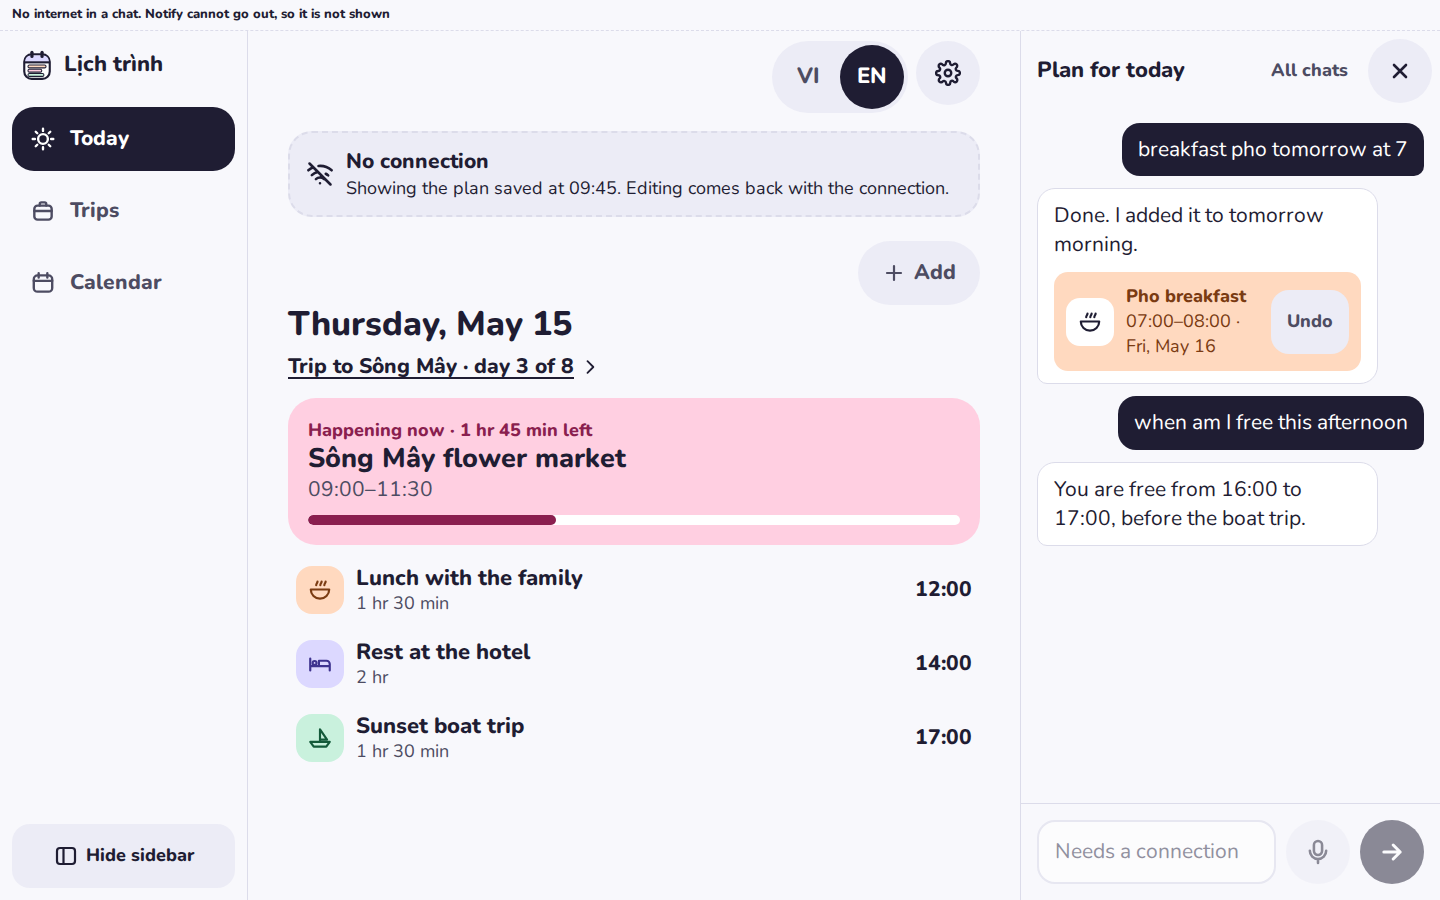 No internet in a chat. Notify cannot go out, so it is not shown
Lịch trình
Today
Trips
Calendar
Hide sidebar
VI
EN
No connection
Showing the plan saved at 09:45. Editing comes back with the connection.
Add
Thursday, May 15
Trip to Sông Mây · day 3 of 8
Happening now · 1 hr 45 min left
Sông Mây flower market
09:00–11:30
Lunch with the family
1 hr 30 min
12:00
Rest at the hotel
2 hr
14:00
Sunset boat trip
1 hr 30 min
17:00
Plan for today
All chats
breakfast pho tomorrow at 7
Done. I added it to tomorrow
morning.
Pho breakfast
07:00–08:00 ·
Fri, May 16
Undo
when am I free this afternoon
You are free from 16:00 to
17:00, before the boat trip.
Needs a connection